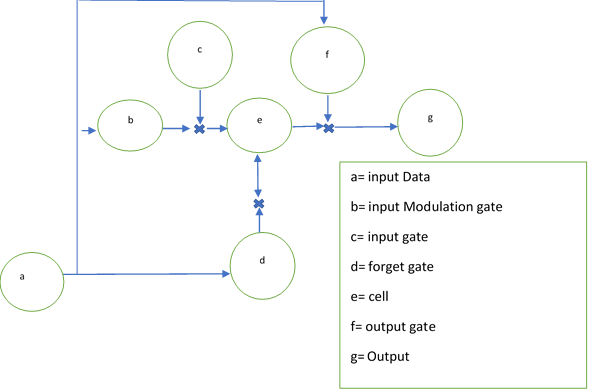 c
f
b
e
g
a= input Data
b= input Modulation gate
c= input gate
d= forget gate
e= cell
f= output gate
g= Output
d
a